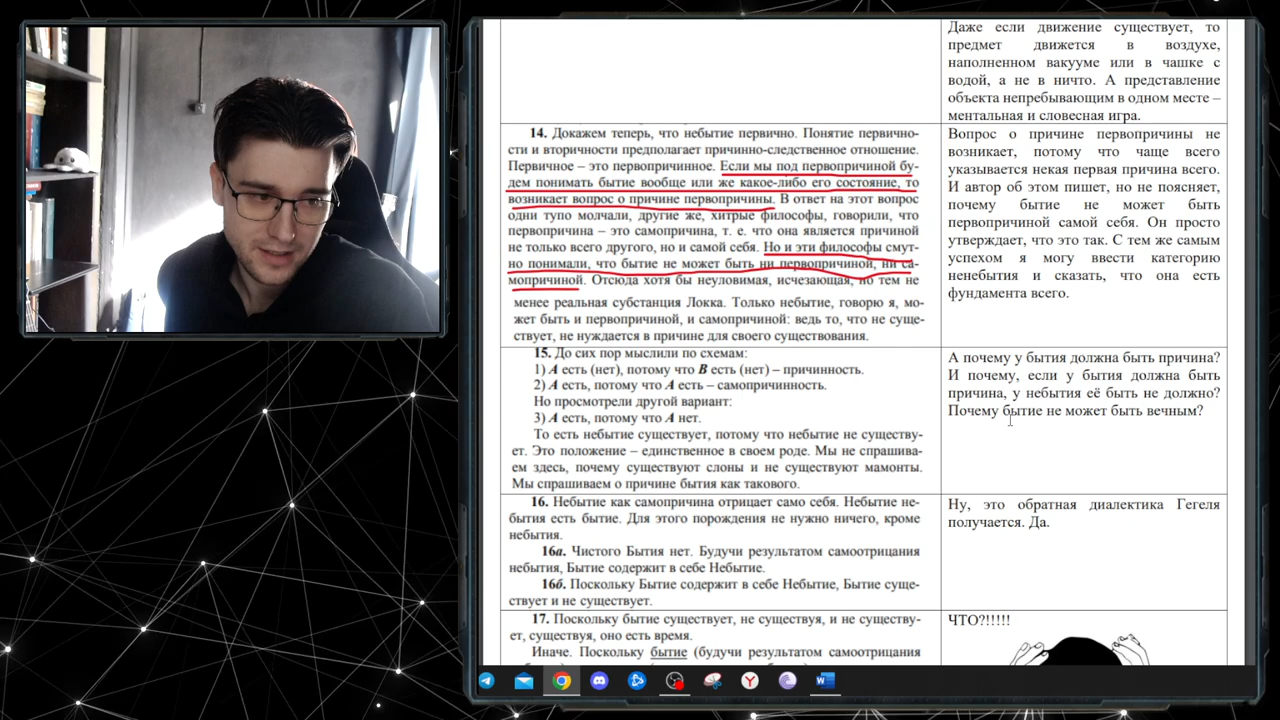 Даже если движение существует, то
предмет движется в воздухе,
наполненном вакууме или в чашке с
водой, а не в ничто. А представление
объекта непребывающим в одном месте –
ментальная и словесная игра.
14. Докажем теперь, что небытие первично. Понятие первично-
сти и вторичности предполагает причинно-следственное отношение.
Первичное – это первопричинное. Если мы под первопричиной бу-
дем понимать бытие вообще или же какое-либо его состояние, то
возникает вопрос о причине первопричины. В ответ на этот вопрос
одни тупо молчали, другие же, хитрые философы, говорили, что
первопричина – это самопричина, т. е. что она является причиной
не только всего другого, но и самой себя. Но и эти философы смут-
но понимали, что бытие не может быть ни первопричиной, ни са-
мопричиной. Отсюда хотя бы неуловимая, исчезающая, но тем не
менее реальная субстанция Локка. Только небытие, говорю я, мо-
жет быть и первопричиной, и самопричиной: ведь то, что не суще-
ствует, не нуждается в причине для своего существования.
Вопрос о причине первопричины не
возникает, потому что чаще всего
указывается некая первая причина всего.
И автор об этом пишет, но не поясняет,
почему бытие не может быть
первопричиной самой себя. Он просто
утверждает, что это так. С тем же самым
успехом я могу ввести категорию
ненебытия и сказать, что она есть
фундамента всего.
15. До сих пор мыслили по схемам:
1) А есть (нет), потому что В есть (нет) – причинность.
2) А есть, потому что А есть – самопричинность.
Но просмотрели другой вариант:
3) А есть, потому что А нет.
То есть небытие существует, потому что небытие не существу-
ет. Это положение – единственное в своем роде. Мы не спрашива-
ем здесь, почему существуют слоны и не существуют мамонты.
Мы спрашиваем о причине бытия как такового.
А почему у бытия должна быть причина?
И почему, если у бытия должна быть
причина, у небытия её быть не должно?
Почему бытие не может быть вечным?
16. Небытие как самопричина отрицает само себя. Небытие не-
бытия есть бытие. Для этого порождения не нужно ничего, кроме
небытия.
16а. Чистого Бытия нет. Будучи результатом самоотрицания
небытия, Бытие содержит в себе Небытие.
16б. Поскольку Бытие содержит в себе Небытие, Бытие суще-
ствует и не существует.
Ну, это обратная диалектика Гегеля
получается. Да.
17. Поскольку бытие существует, не существуя, и не существу-
ет, существуя, оно есть время.
Иначе. Поскольку бытие (будучи результатом самоотрицания
ЧТО?!!!!!